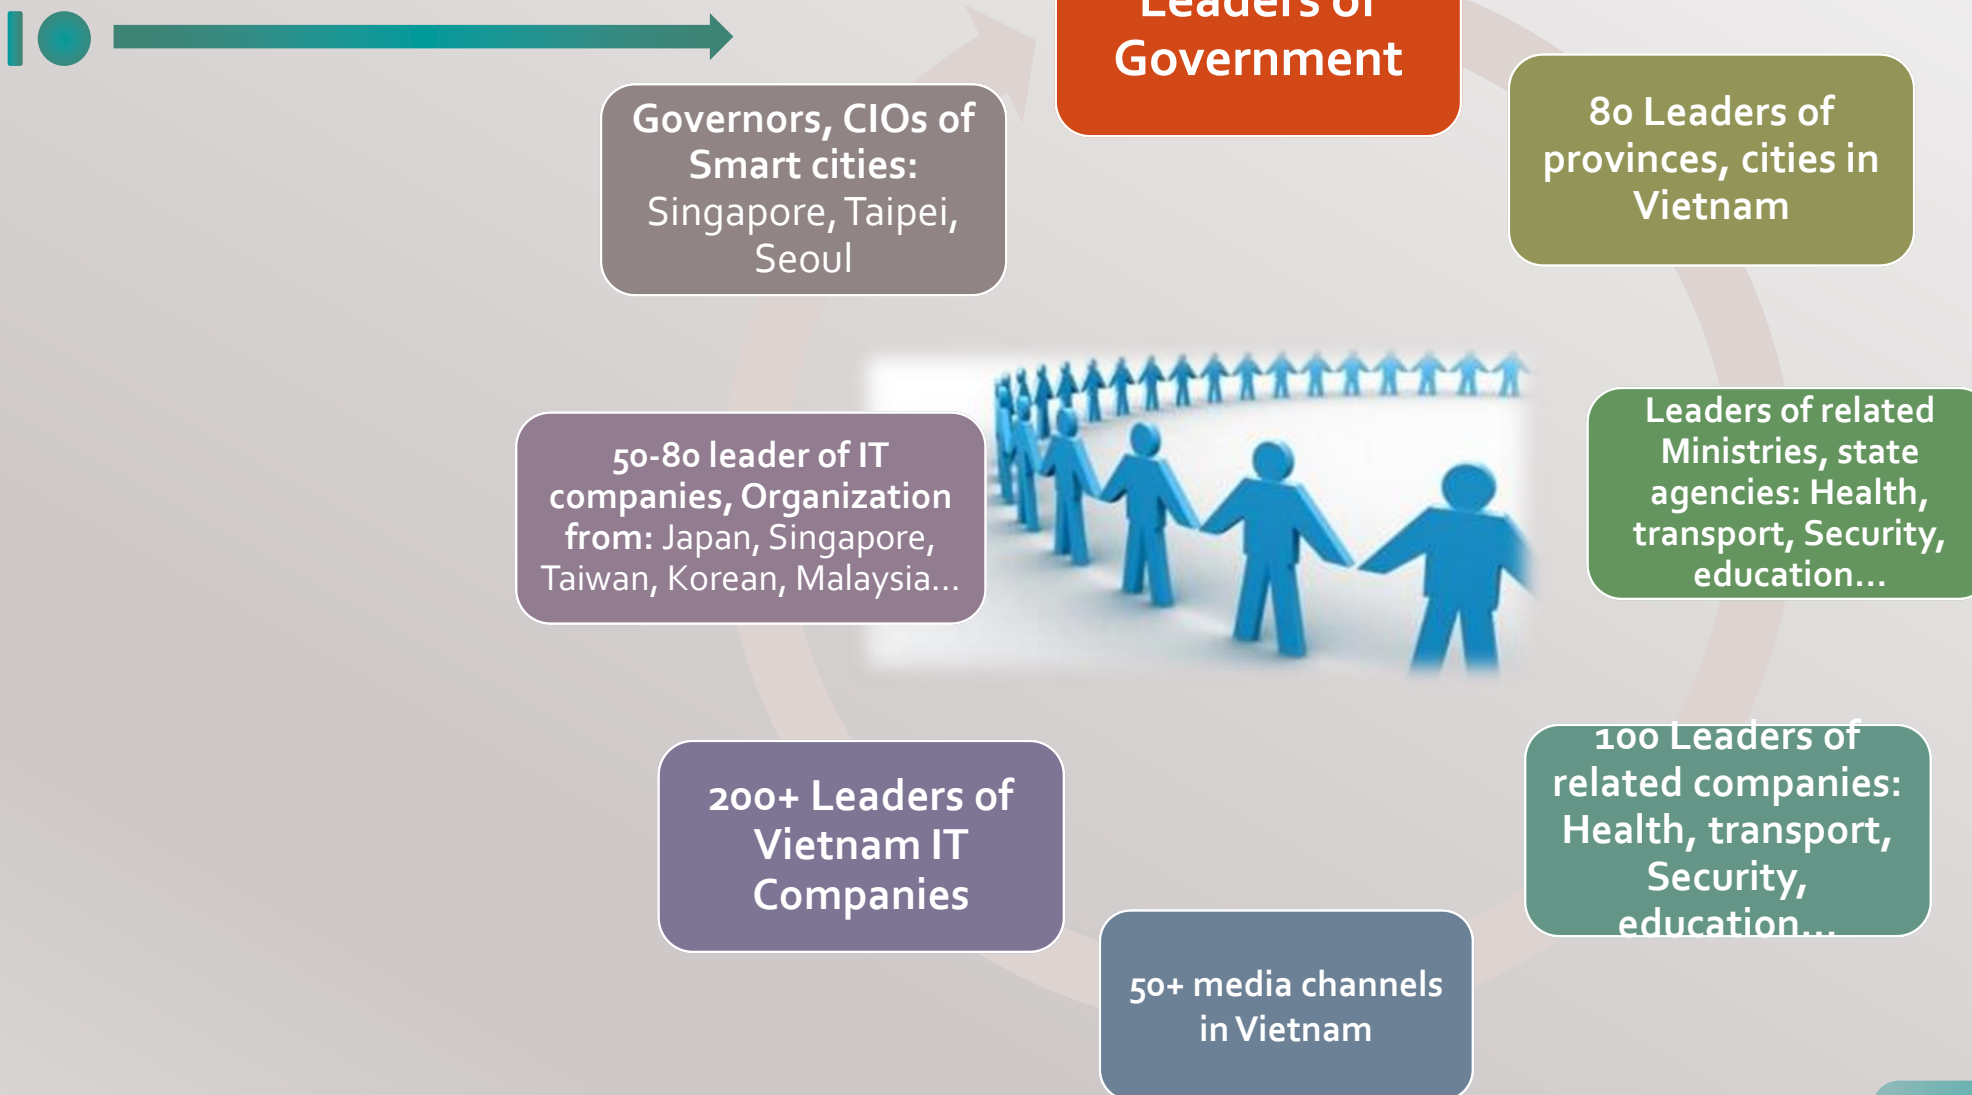 Leaders of
Government
80 Leaders of
provinces, cities in
Vietnam
Leaders of related
Ministries, state
agencies: Health,
transport, Security,
education...
100 Leaders of
related companies:
Health, transport,
Security,
education...
50+ media channels
in Vietnam
200+ Leaders of
Vietnam IT
Companies
50-80 leader of IT
companies, Organization
from: Japan, Singapore,
Taiwan, Korean, Malaysia...
Governors, CIOs of
Smart cities:
Singapore, Taipei,
Seoul